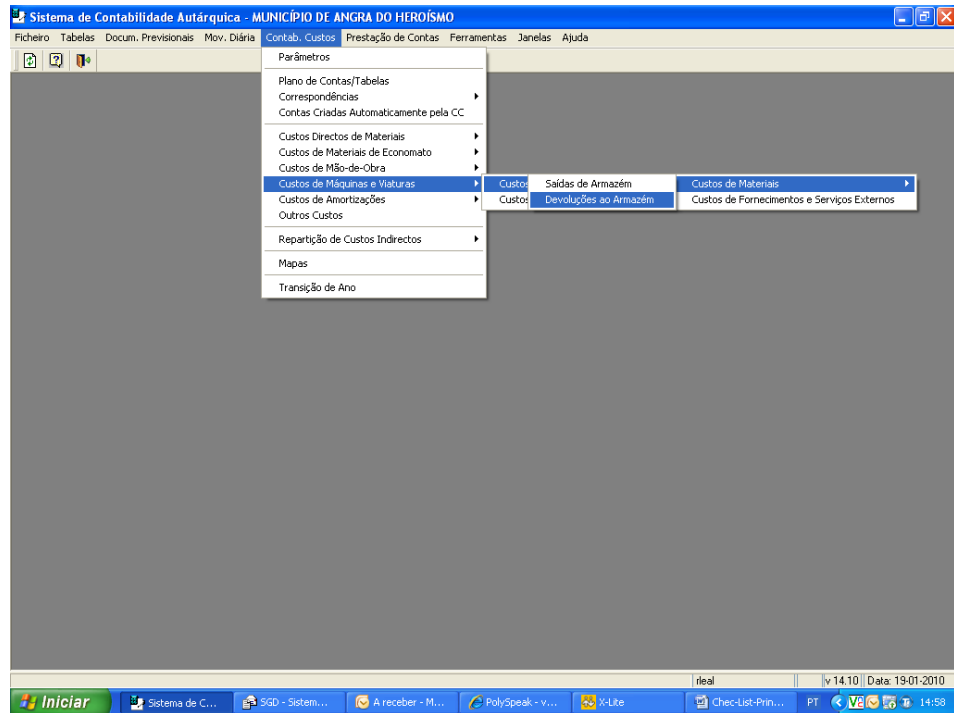 Sistema de Contabilidade Autárquica - MUNICÍPIO DE ANGRA DO HEROÍSMO
Ficheiro Tabelas Docum. Previsionais Mov. Diária Contab. Custos Prestação de Contas Ferramentas Janelas Ajuda
Parâmetros
Plano de Contas/Tabelas
Correspondências
Contas Criadas Automaticamente pela CC
Custos Directos de Materiais
Custos de Materiais de Economato
Custos de Mão-de-Obra
Custos de Máquinas e Viaturas
Custos de Amortizações
Outros Custos
Repartição de Custos Indirectos
Mapas
Transição de Ano
Custos
Custos
Saídas de Armazém
Devoluções ao Armazém
Custos de Materiais
Custos de Fornecimentos e Serviços Externos
rleal v 14.10 Data: 19-01-2010
Iniciar Sistema de C... SGD - Sistem... A receber - M... PolySpeak - v... X-Lite Chec-List-Prin... PT 14:58